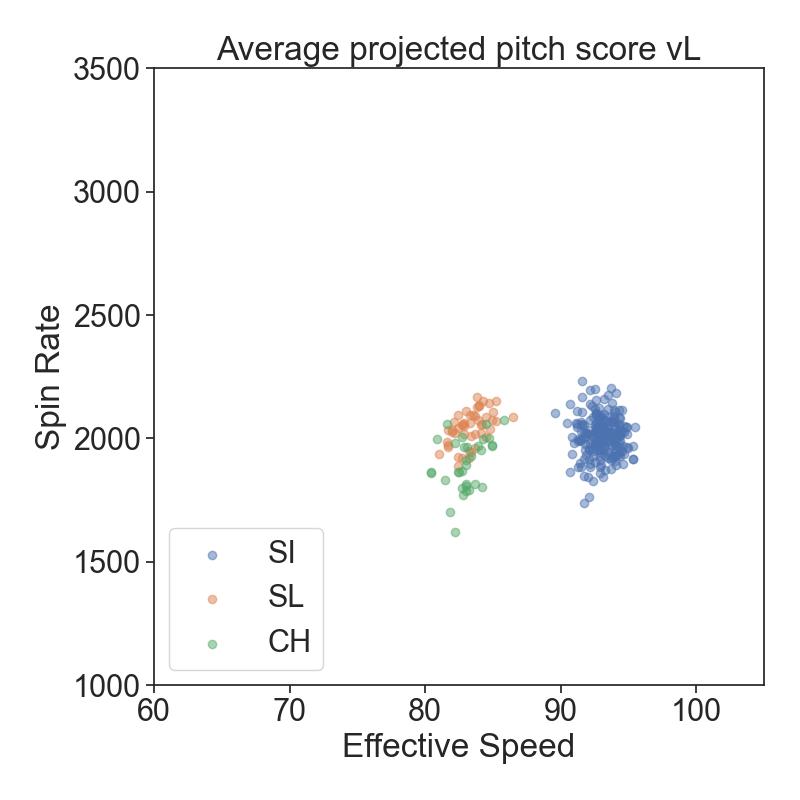 Average projected pitch score vL
3500
3000
2500
2000
1500
1000
Spin Rate
SI
SL
CH
60 70 80 90 100
Effective Speed